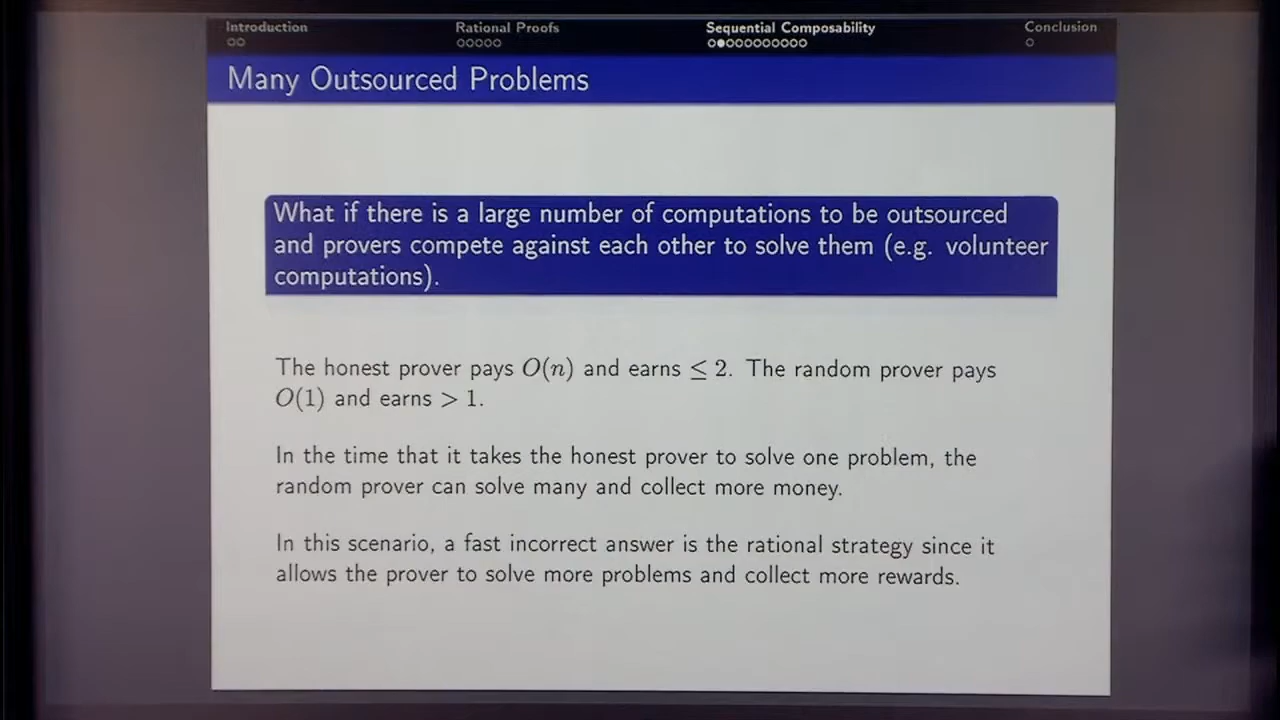 Introduction Rational Proofs Sequential Composability Conclusion
Many Outsourced Problems
What if there is a large number of computations to be outsourced
and provers compete against each other to solve them (e.g. volunteer
computations).
The honest prover pays O(n) and earns ≤ 2. The random prover pays
O(1) and earns > 1.
In the time that it takes the honest prover to solve one problem, the
random prover can solve many and collect more money.
In this scenario, a fast incorrect answer is the rational strategy since it
allows the prover to solve more problems and collect more rewards.